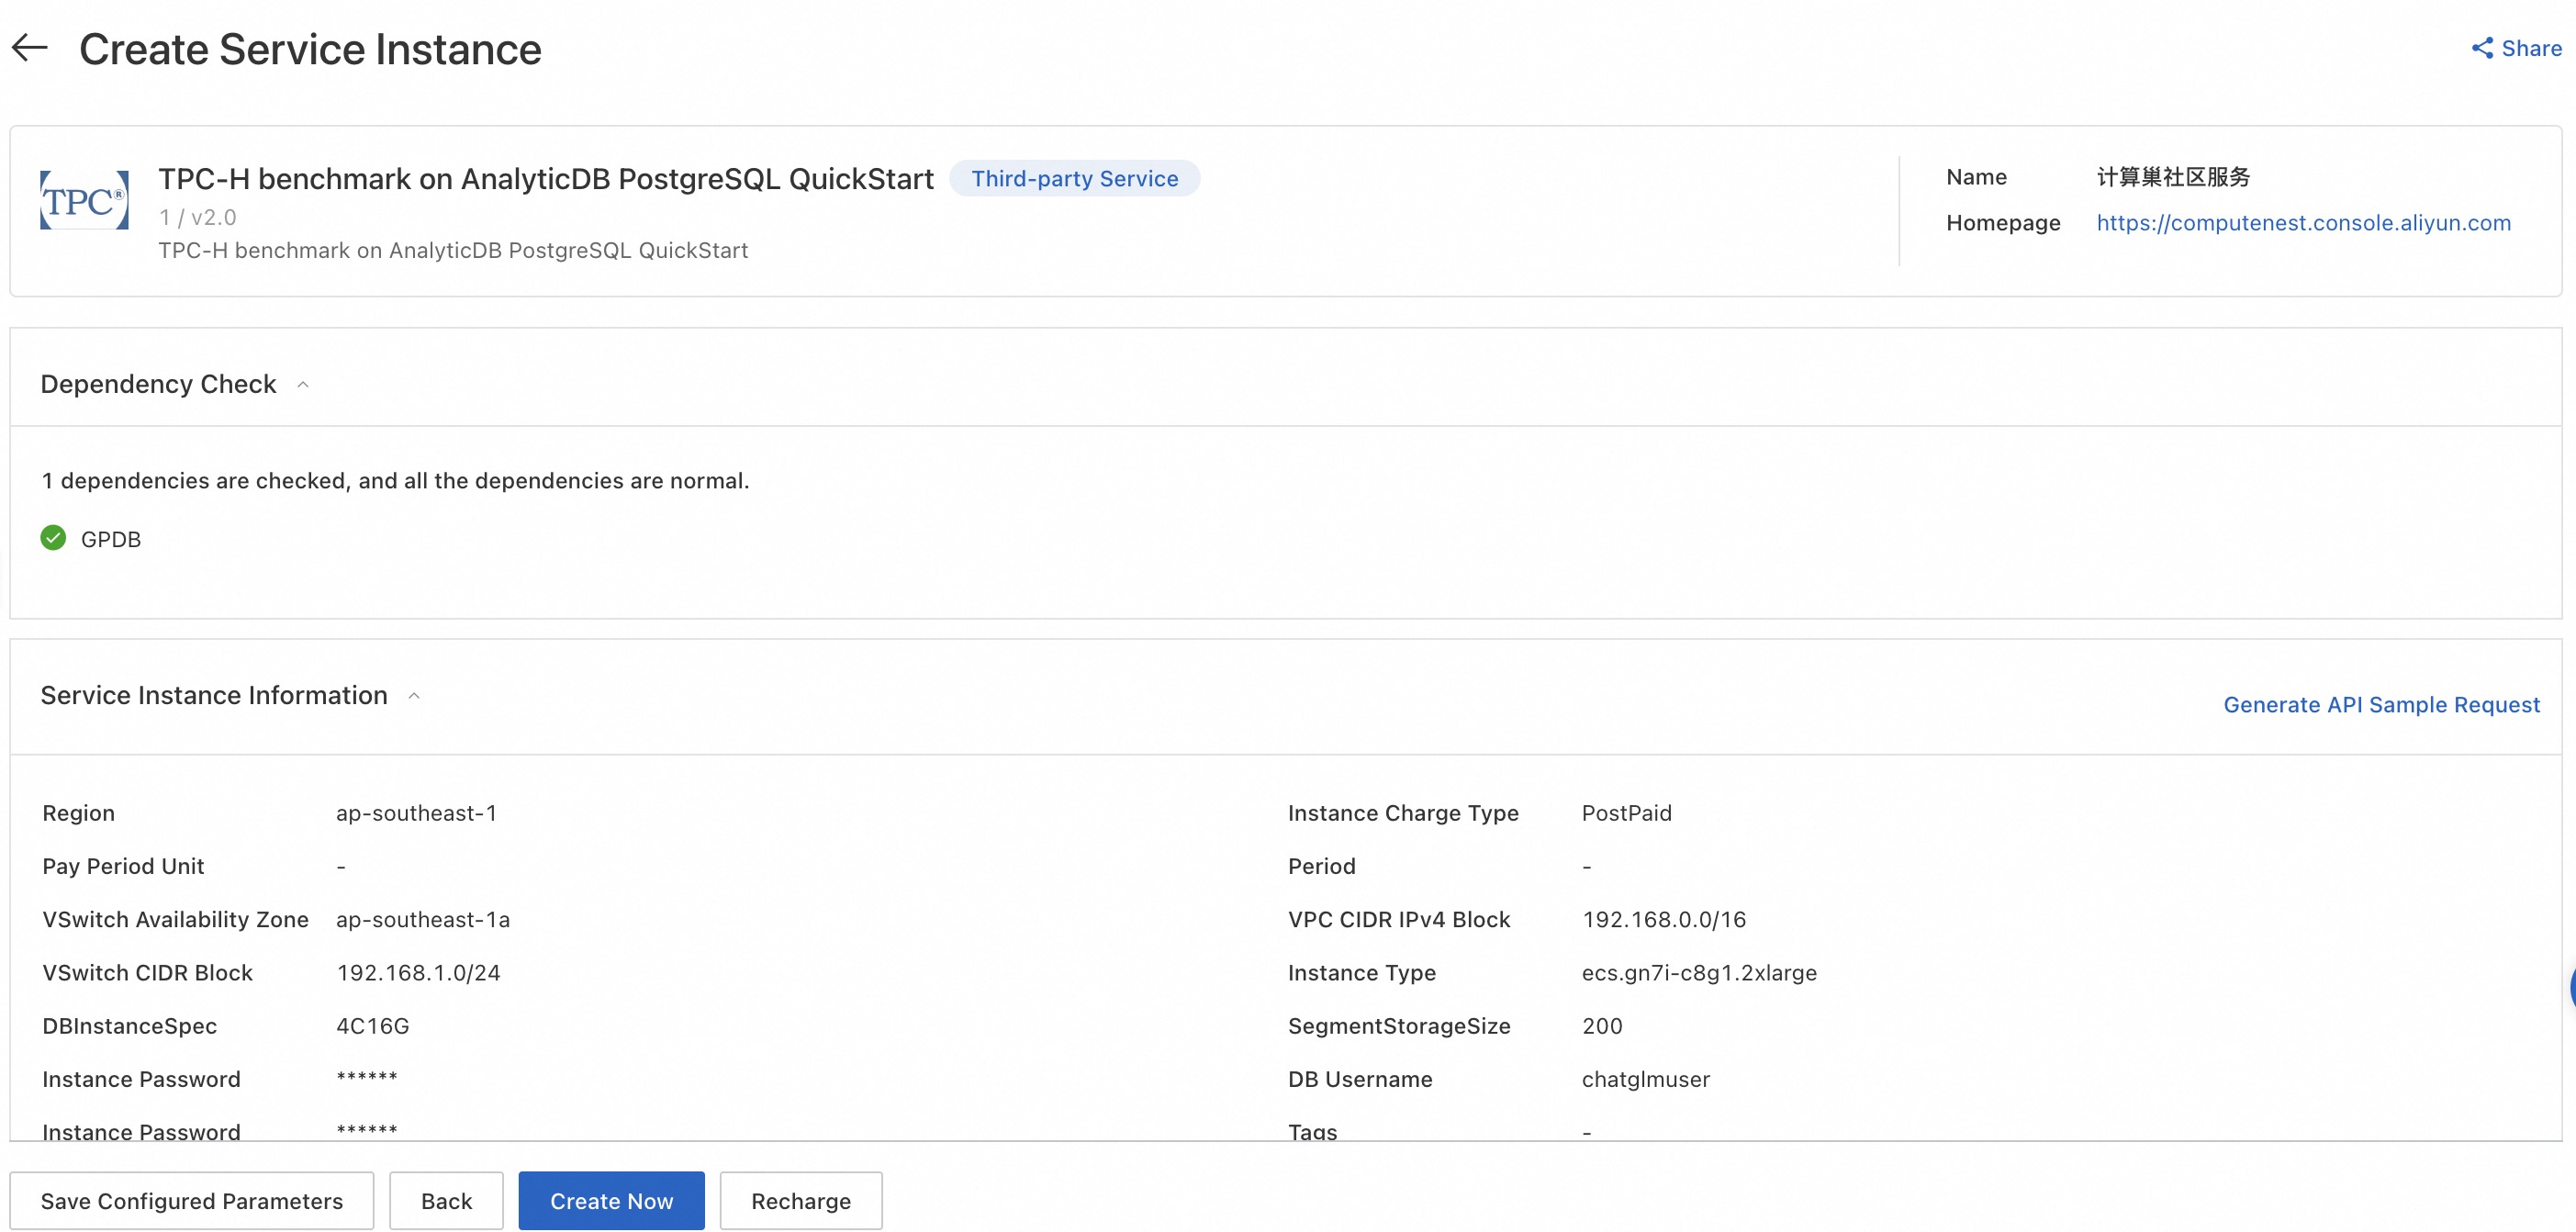 Create Service Instance
Share
TPC®
TPC-H benchmark on AnalyticDB PostgreSQL QuickStart Third-party Service
1 / v2.0
TPC-H benchmark on AnalyticDB PostgreSQL QuickStart
Name 计算巢社区服务
Homepage https://computenest.console.aliyun.com
Dependency Check
1 dependencies are checked, and all the dependencies are normal.
GPDB
Service Instance Information
Generate API Sample Request
Region ap-southeast-1 Instance Charge Type PostPaid
Pay Period Unit - Period -
VSwitch Availability Zone ap-southeast-1a VPC CIDR IPv4 Block 192.168.0.0/16
VSwitch CIDR Block 192.168.1.0/24 Instance Type ecs.gn7i-c8g1.2xlarge
DBInstanceSpec 4C16G SegmentStorageSize 200
Instance Password ****** DB Username chatglmuser
Instance Password ****** Tags -
Save Configured Parameters Back Create Now Recharge